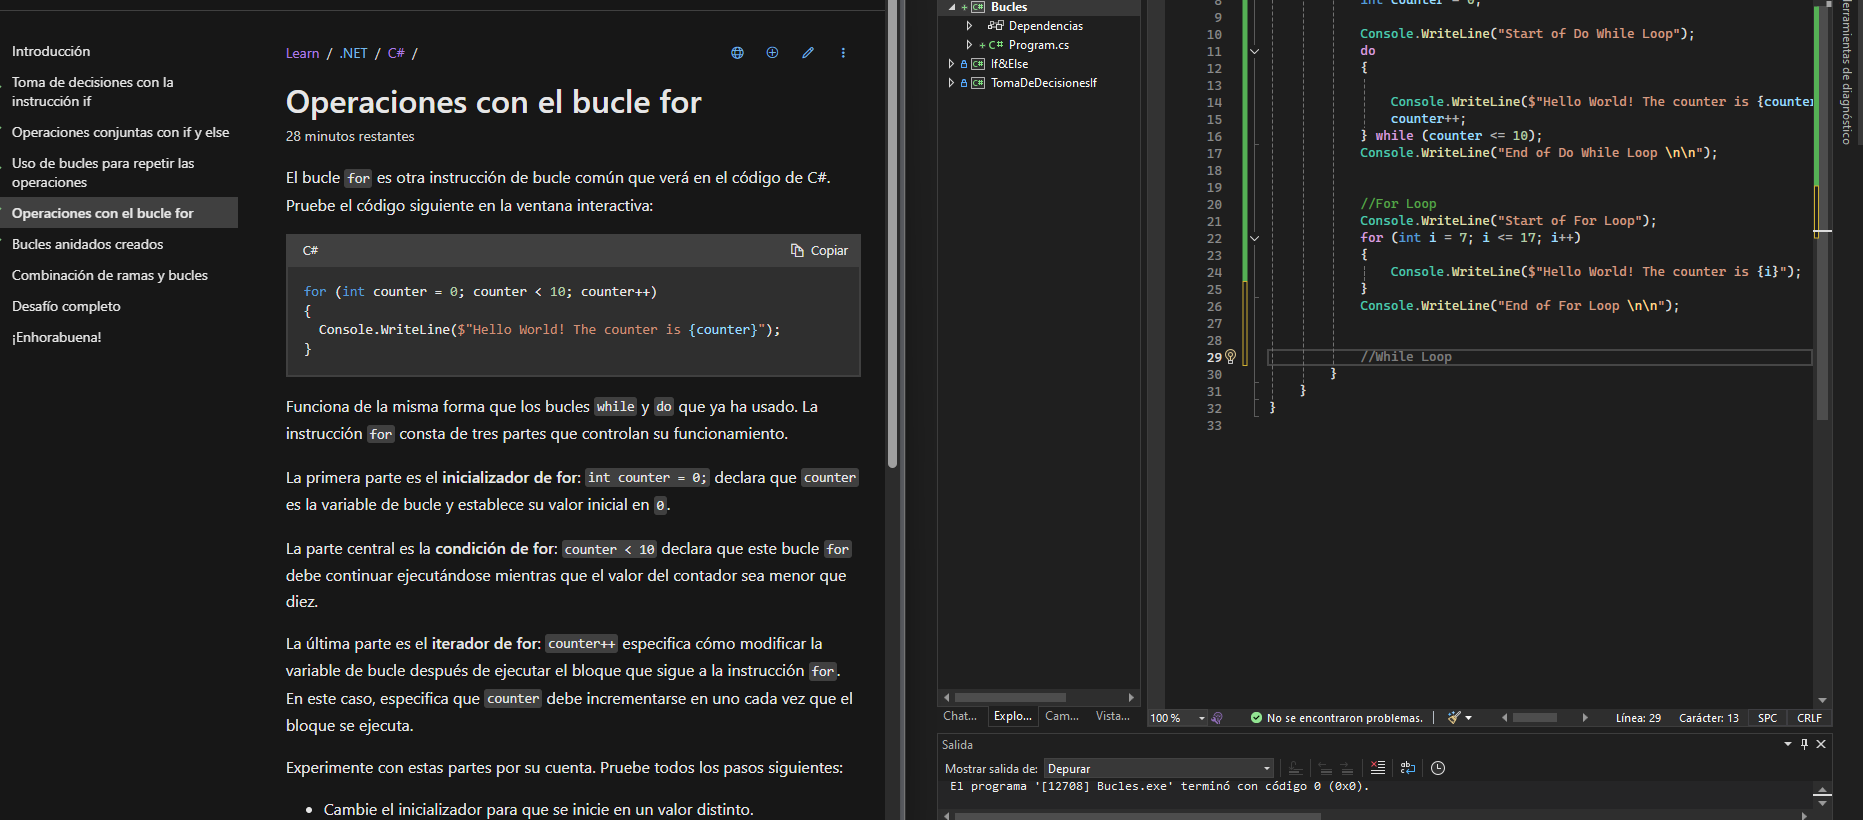 Introducción
Toma de decisiones con la
instrucción if
Operaciones conjuntas con if y else
Uso de bucles para repetir las
operaciones
Operaciones con el bucle for
Bucles anidados creados
Combinación de ramas y bucles
Desafío completo
¡Enhorabuena!
Learn / .NET / C# /
Operaciones con el bucle for
28 minutos restantes
El bucle for es otra instrucción de bucle común que verá en el código de C#.
Pruebe el código siguiente en la ventana interactiva:
C# Copiar
for (int counter = 0; counter < 10; counter++)
{
Console.WriteLine($"Hello World! The counter is {counter}");
}
Funciona de la misma forma que los bucles while y do que ya ha usado. La
instrucción for consta de tres partes que controlan su funcionamiento.
La primera parte es el inicializador de for: int counter = 0; declara que counter
es la variable de bucle y establece su valor inicial en 0.
La parte central es la condición de for: counter < 10 declara que este bucle for
debe continuar ejecutándose mientras que el valor del contador sea menor que
diez.
La última parte es el iterador de for: counter++ especifica cómo modificar la
variable de bucle después de ejecutar el bloque que sigue a la instrucción for.
En este caso, especifica que counter debe incrementarse en uno cada vez que el
bloque se ejecuta.
Experimente con estas partes por su cuenta. Pruebe todos los pasos siguientes:
• Cambie el inicializador para que se inicie en un valor distinto.
C# Bucles
Dependencias
C# Program.cs
C# If&Else
C# TomaDeDecisionesIf
Chat... Explo... Cam... Vista...
8 int counter = 0;
9
10 Console.WriteLine("Start of Do While Loop");
11 do
12 {
13
14 Console.WriteLine($"Hello World! The counter is {counter
15 counter++;
16 } while (counter <= 10);
17 Console.WriteLine("End of Do While Loop \n\n");
18
19
20 //For Loop
21 Console.WriteLine("Start of For Loop");
22 for (int i = 7; i <= 17; i++)
23 {
24 Console.WriteLine($"Hello World! The counter is {i}");
25 }
26 Console.WriteLine("End of For Loop \n\n");
27
28
29 //While Loop
30 }
31 }
32 }
33
100 % No se encontraron problemas. Línea: 29 Carácter: 13 SPC CRLF
Salida
Mostrar salida de: Depurar
El programa '[12708] Bucles.exe' terminó con código 0 (0x0).
Herramientas de diagnóstico